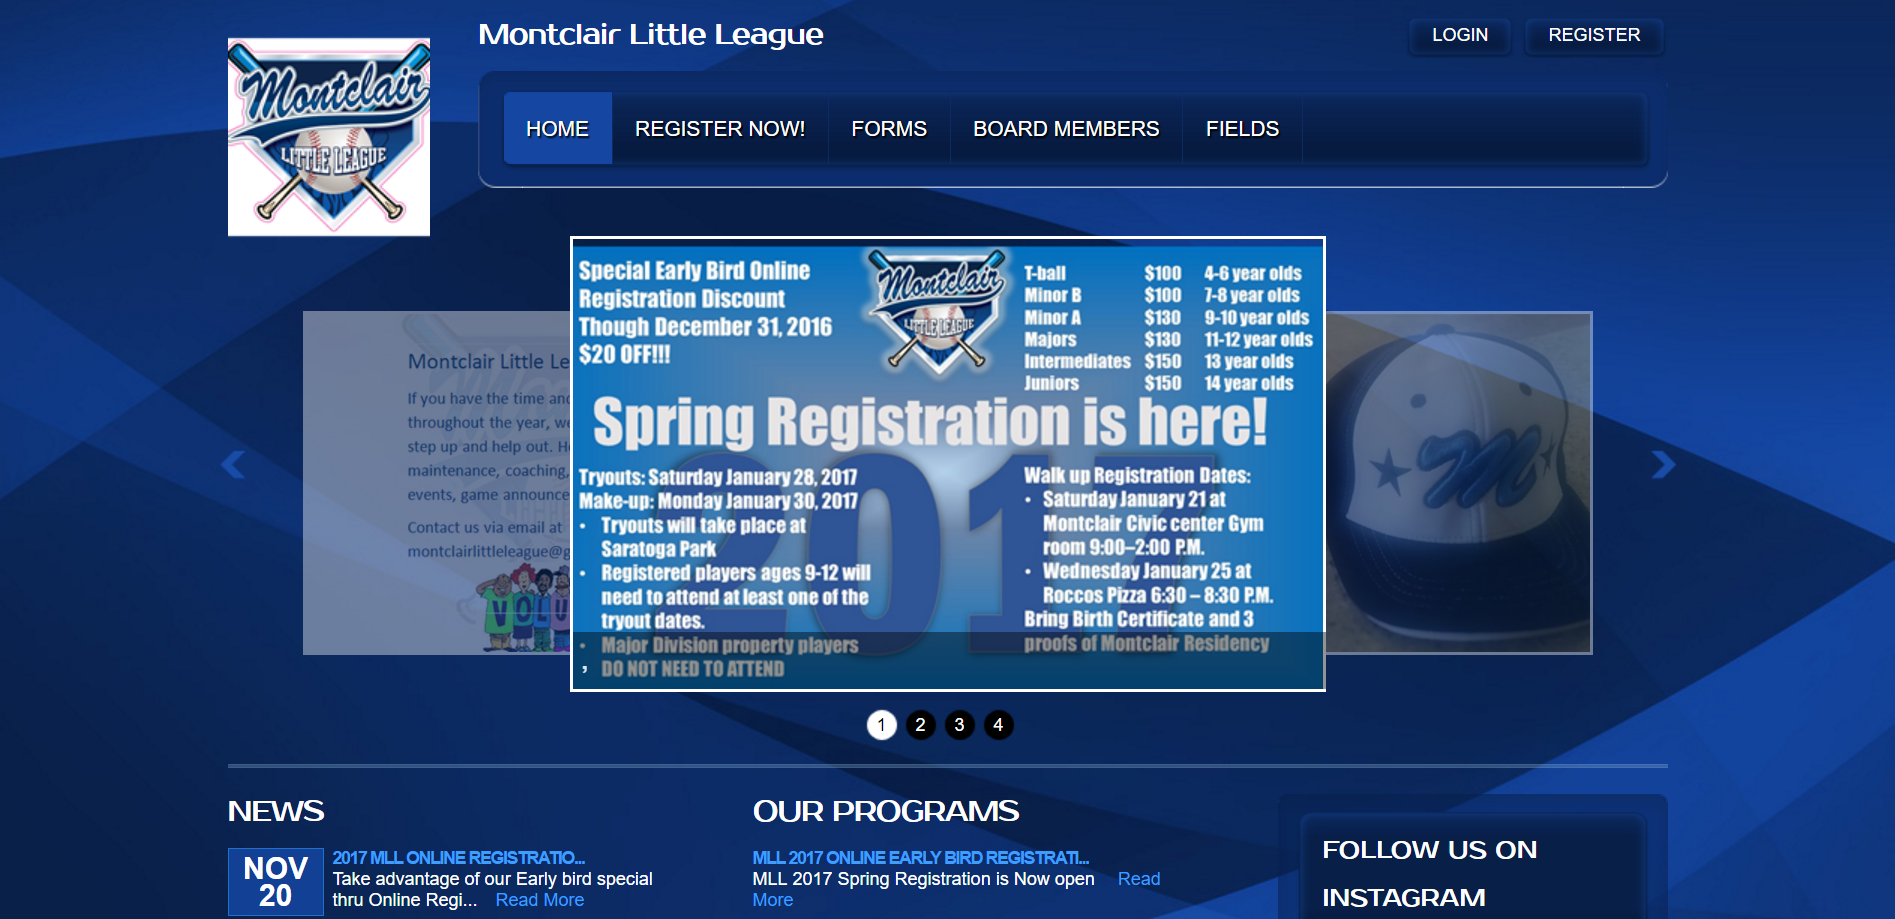 Montclair Little League
LOGIN
REGISTER
Montclair
LITTLE LEAGUE
HOME
REGISTER NOW!
FORMS
BOARD MEMBERS
FIELDS
Montclair Little Le
If you have the time and
throughout the year, we
step up and help out. H
maintenance, coaching,
events, game announce
Contact us via email at
montclairlittleleague@g
VOLU
Special Early Bird Online
Registration Discount
Though December 31, 2016
$20 OFF!!!
Montclair
LITTLE LEAGUE
T-ball $100 4-6 year olds
Minor B $100 7-8 year olds
Minor A $130 9-10 year olds
Majors $130 11-12 year olds
Intermediates $150 13 year olds
Juniors $150 14 year olds
Spring Registration is here!
2017
Tryouts: Saturday January 28, 2017
Make-up: Monday January 30, 2017
• Tryouts will take place at
Saratoga Park
• Registered players ages 9-12 will
need to attend at least one of the
tryout dates.
• Major Division property players
DO NOT NEED TO ATTEND
,
Walk up Registration Dates:
• Saturday January 21 at
Montclair Civic center Gym
room 9:00–2:00 P.M.
• Wednesday January 25 at
Roccos Pizza 6:30 – 8:30 P.M.
Bring Birth Certificate and 3
proofs of Montclair Residency
M
1 2 3 4
NEWS
NOV
20
2017 MLL ONLINE REGISTRATIO...
Take advantage of our Early bird special
thru Online Regi... Read More
OUR PROGRAMS
MLL 2017 ONLINE EARLY BIRD REGISTRATI...
MLL 2017 Spring Registration is Now open Read
More
FOLLOW US ON
INSTAGRAM